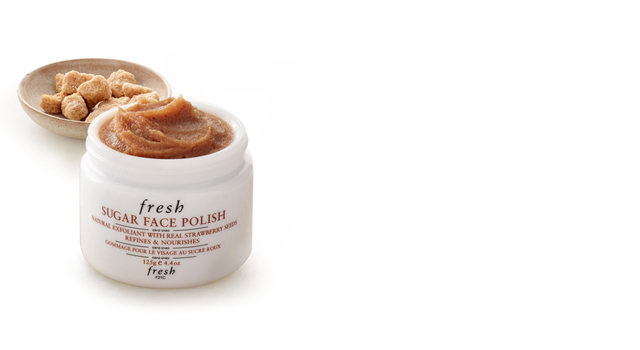 fresh
SUGAR FACE POLISH
NATURAL EXFOLIANT WITH REAL STRAWBERRY SEEDS
REFINES & NOURISHES
GOMMAGE POUR LE VISAGE AU SUCRE ROUX
125g e 4.4oz
fresh